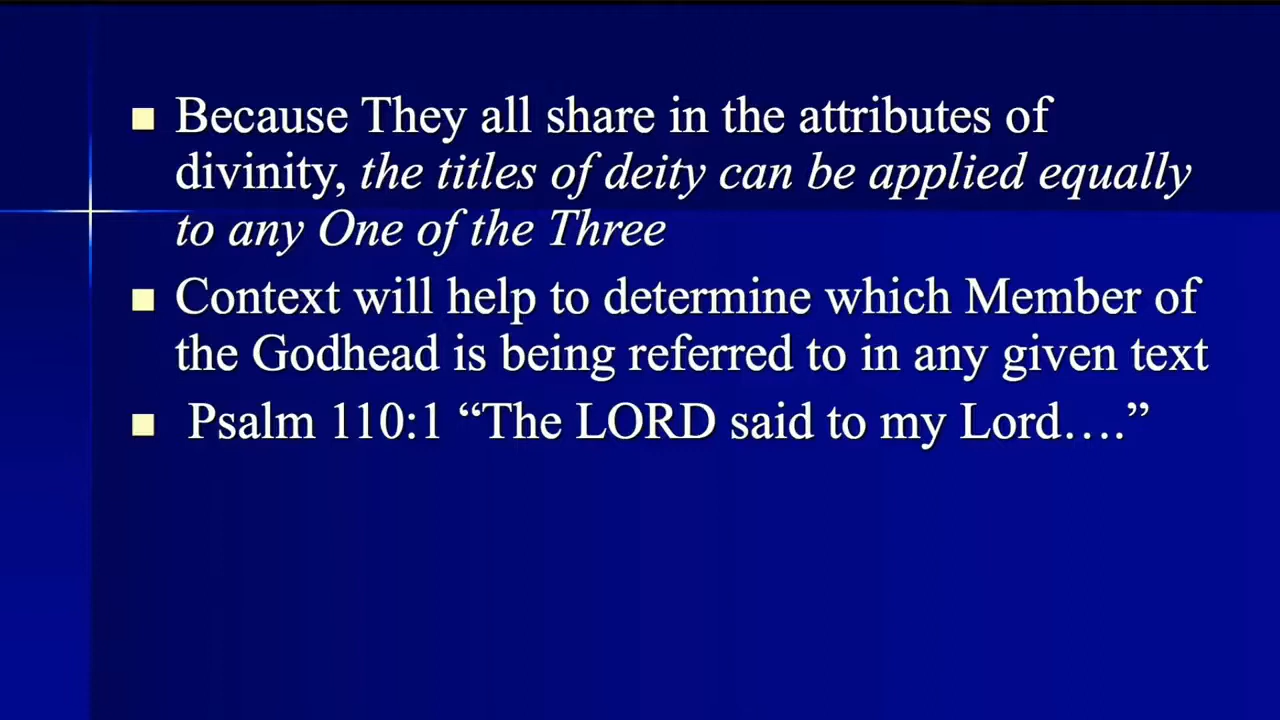 ■ Because They all share in the attributes of
divinity, the titles of deity can be applied equally
to any One of the Three
■ Context will help to determine which Member of
the Godhead is being referred to in any given text
■ Psalm 110:1 “The LORD said to my Lord….”